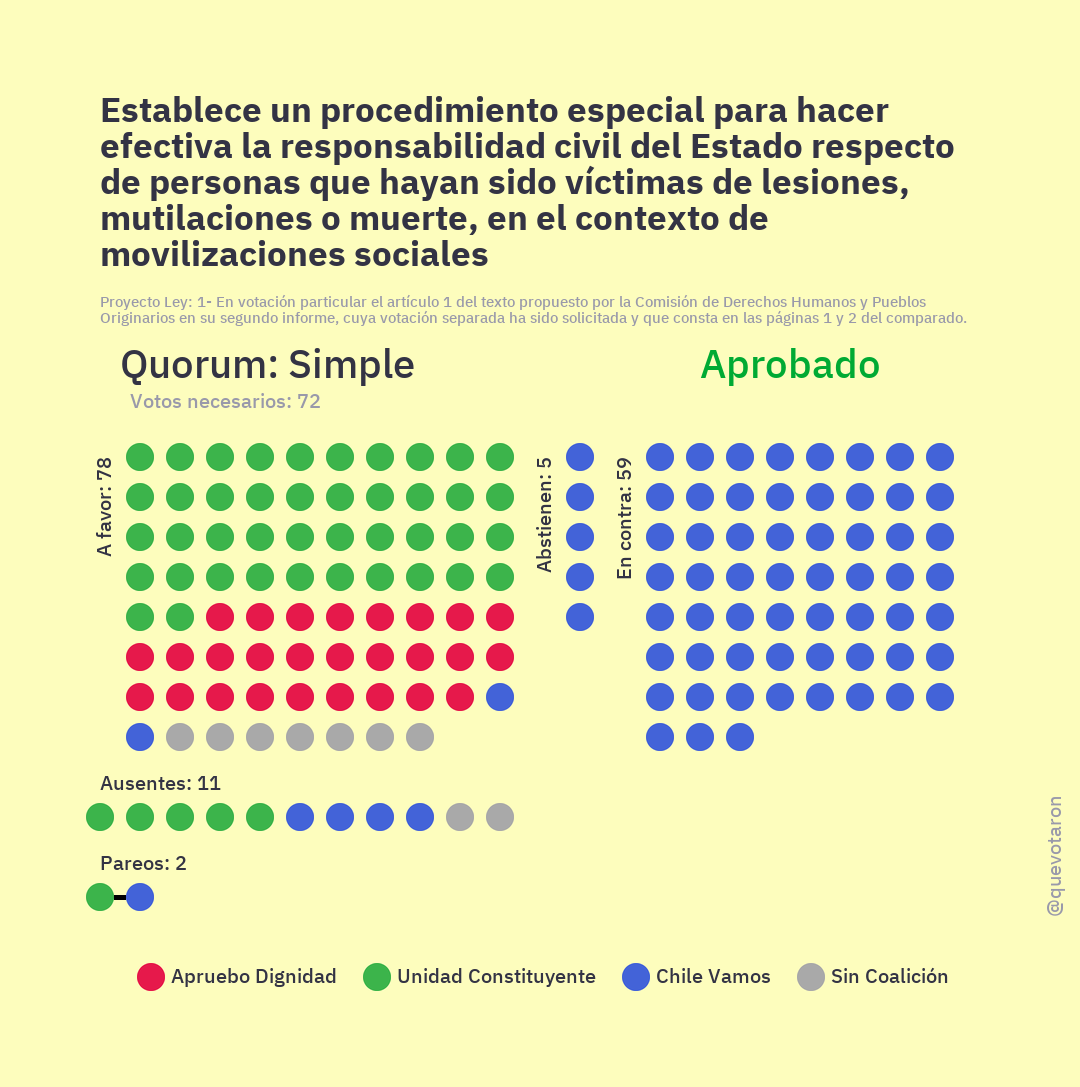 Establece un procedimiento especial para hacer
efectiva la responsabilidad civil del Estado respecto
de personas que hayan sido víctimas de lesiones,
mutilaciones o muerte, en el contexto de
movilizaciones sociales
Proyecto Ley: 1- En votación particular el artículo 1 del texto propuesto por la Comisión de Derechos Humanos y Pueblos
Originarios en su segundo informe, cuya votación separada ha sido solicitada y que consta en las páginas 1 y 2 del comparado.
Quorum: Simple
Aprobado
Votos necesarios: 72
A favor: 78
Abstienen: 5
En contra: 59
Ausentes: 11
Pareos: 2
@quevotaron
Apruebo Dignidad
Unidad Constituyente
Chile Vamos
Sin Coalición